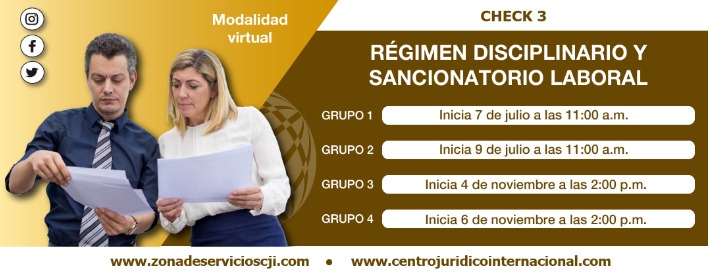 Modalidad
virtual
CHECK 3
RÉGIMEN DISCIPLINARIO Y
SANCIONATORIO LABORAL
GRUPO 1 Inicia 7 de julio a las 11:00 a.m.
GRUPO 2 Inicia 9 de julio a las 11:00 a.m.
GRUPO 3 Inicia 4 de noviembre a las 2:00 p.m.
GRUPO 4 Inicia 6 de noviembre a las 2:00 p.m.
www.zonadeservicioscji.com • www.centrojuridicointernacional.com